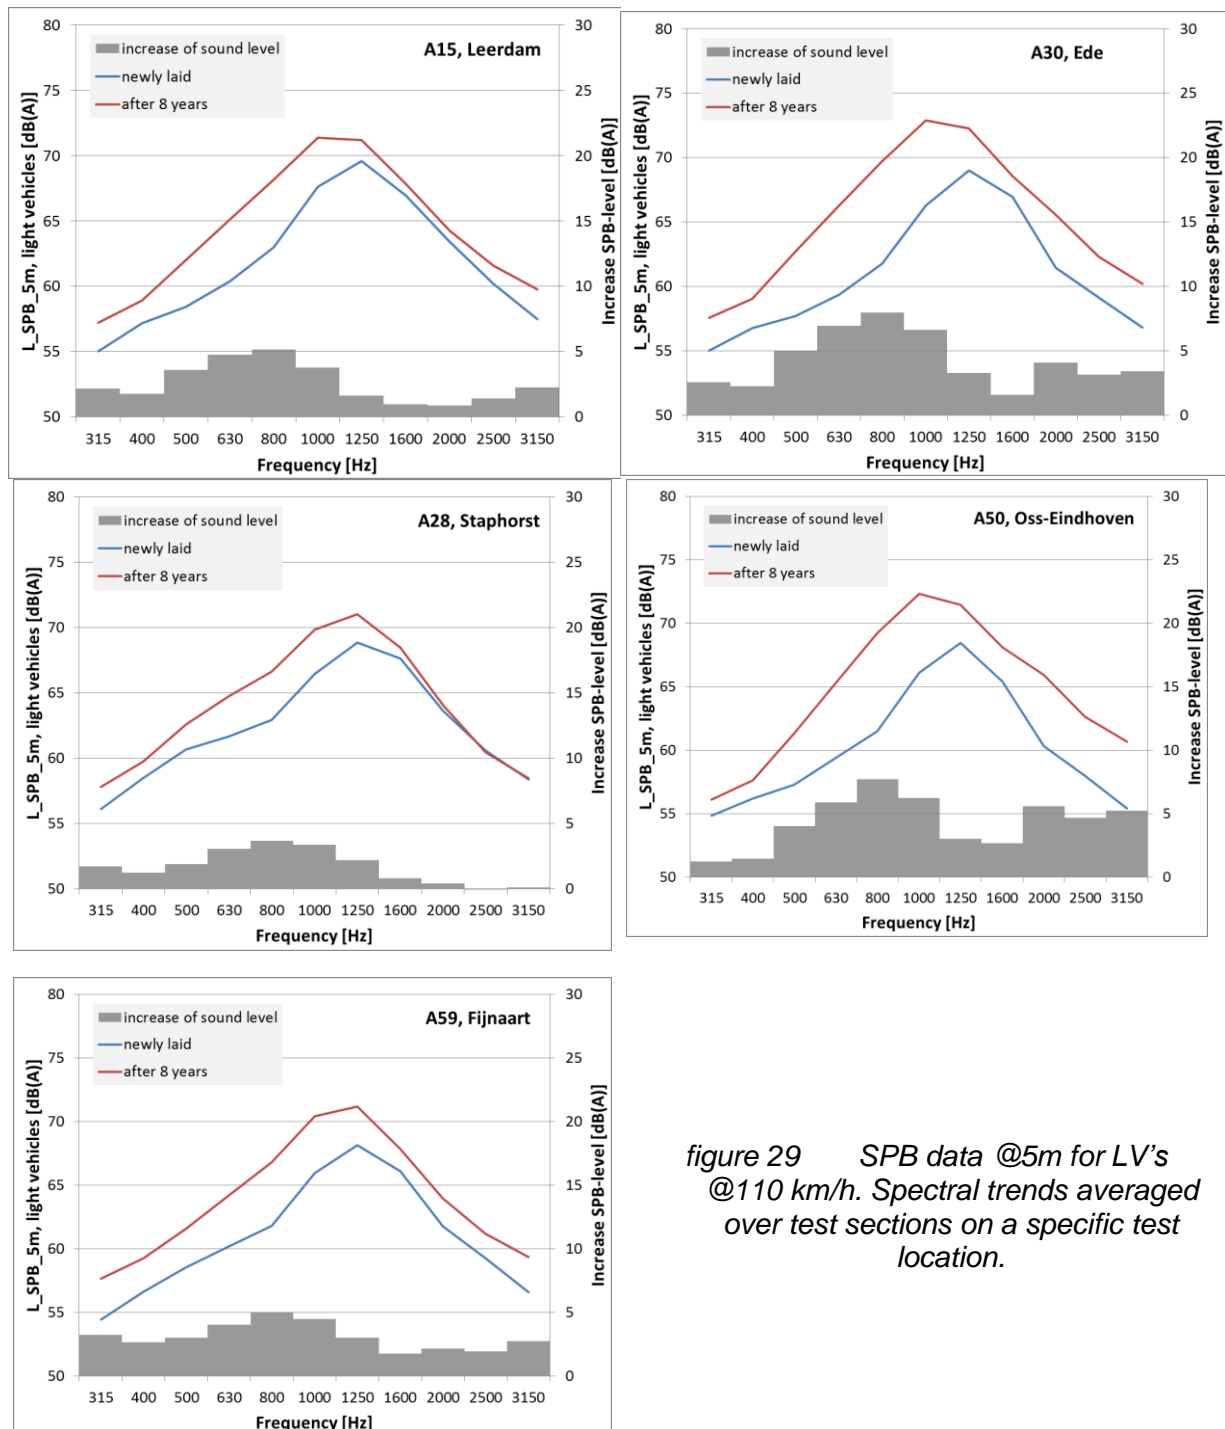 80
75
70
65
60
55
50
L_SPB_5m, light vehicles [dB(A)]
increase of sound level
newly laid
after 8 years
A15, Leerdam
30
25
20
15
10
5
0
Increase SPB-level [dB(A)]
315 400 500 630 800 1000 1250 1600 2000 2500 3150
Frequency [Hz]
80
75
70
65
60
55
50
L_SPB_5m, light vehicles [dB(A)]
increase of sound level
newly laid
after 8 years
A30, Ede
30
25
20
15
10
5
0
Increase SPB-level [dB(A)]
315 400 500 630 800 1000 1250 1600 2000 2500 3150
Frequency [Hz]
80
75
70
65
60
55
50
L_SPB_5m, light vehicles [dB(A)]
increase of sound level
newly laid
after 8 years
A28, Staphorst
30
25
20
15
10
5
0
Increase SPB-level [dB(A)]
315 400 500 630 800 1000 1250 1600 2000 2500 3150
Frequency [Hz]
80
75
70
65
60
55
50
L_SPB_5m, light vehicles [dB(A)]
increase of sound level
newly laid
after 8 years
A50, Oss-Eindhoven
30
25
20
15
10
5
0
Increase SPB-level [dB(A)]
315 400 500 630 800 1000 1250 1600 2000 2500 3150
Frequency [Hz]
80
75
70
65
60
55
50
L_SPB_5m, light vehicles [dB(A)]
increase of sound level
newly laid
after 8 years
A59, Fijnaart
30
25
20
15
10
5
0
Increase SPB-level [dB(A)]
315 400 500 630 800 1000 1250 1600 2000 2500 3150
Frequency [Hz]
figure 29 SPB data @5m for LV's
@110 km/h. Spectral trends averaged
over test sections on a specific test
location.